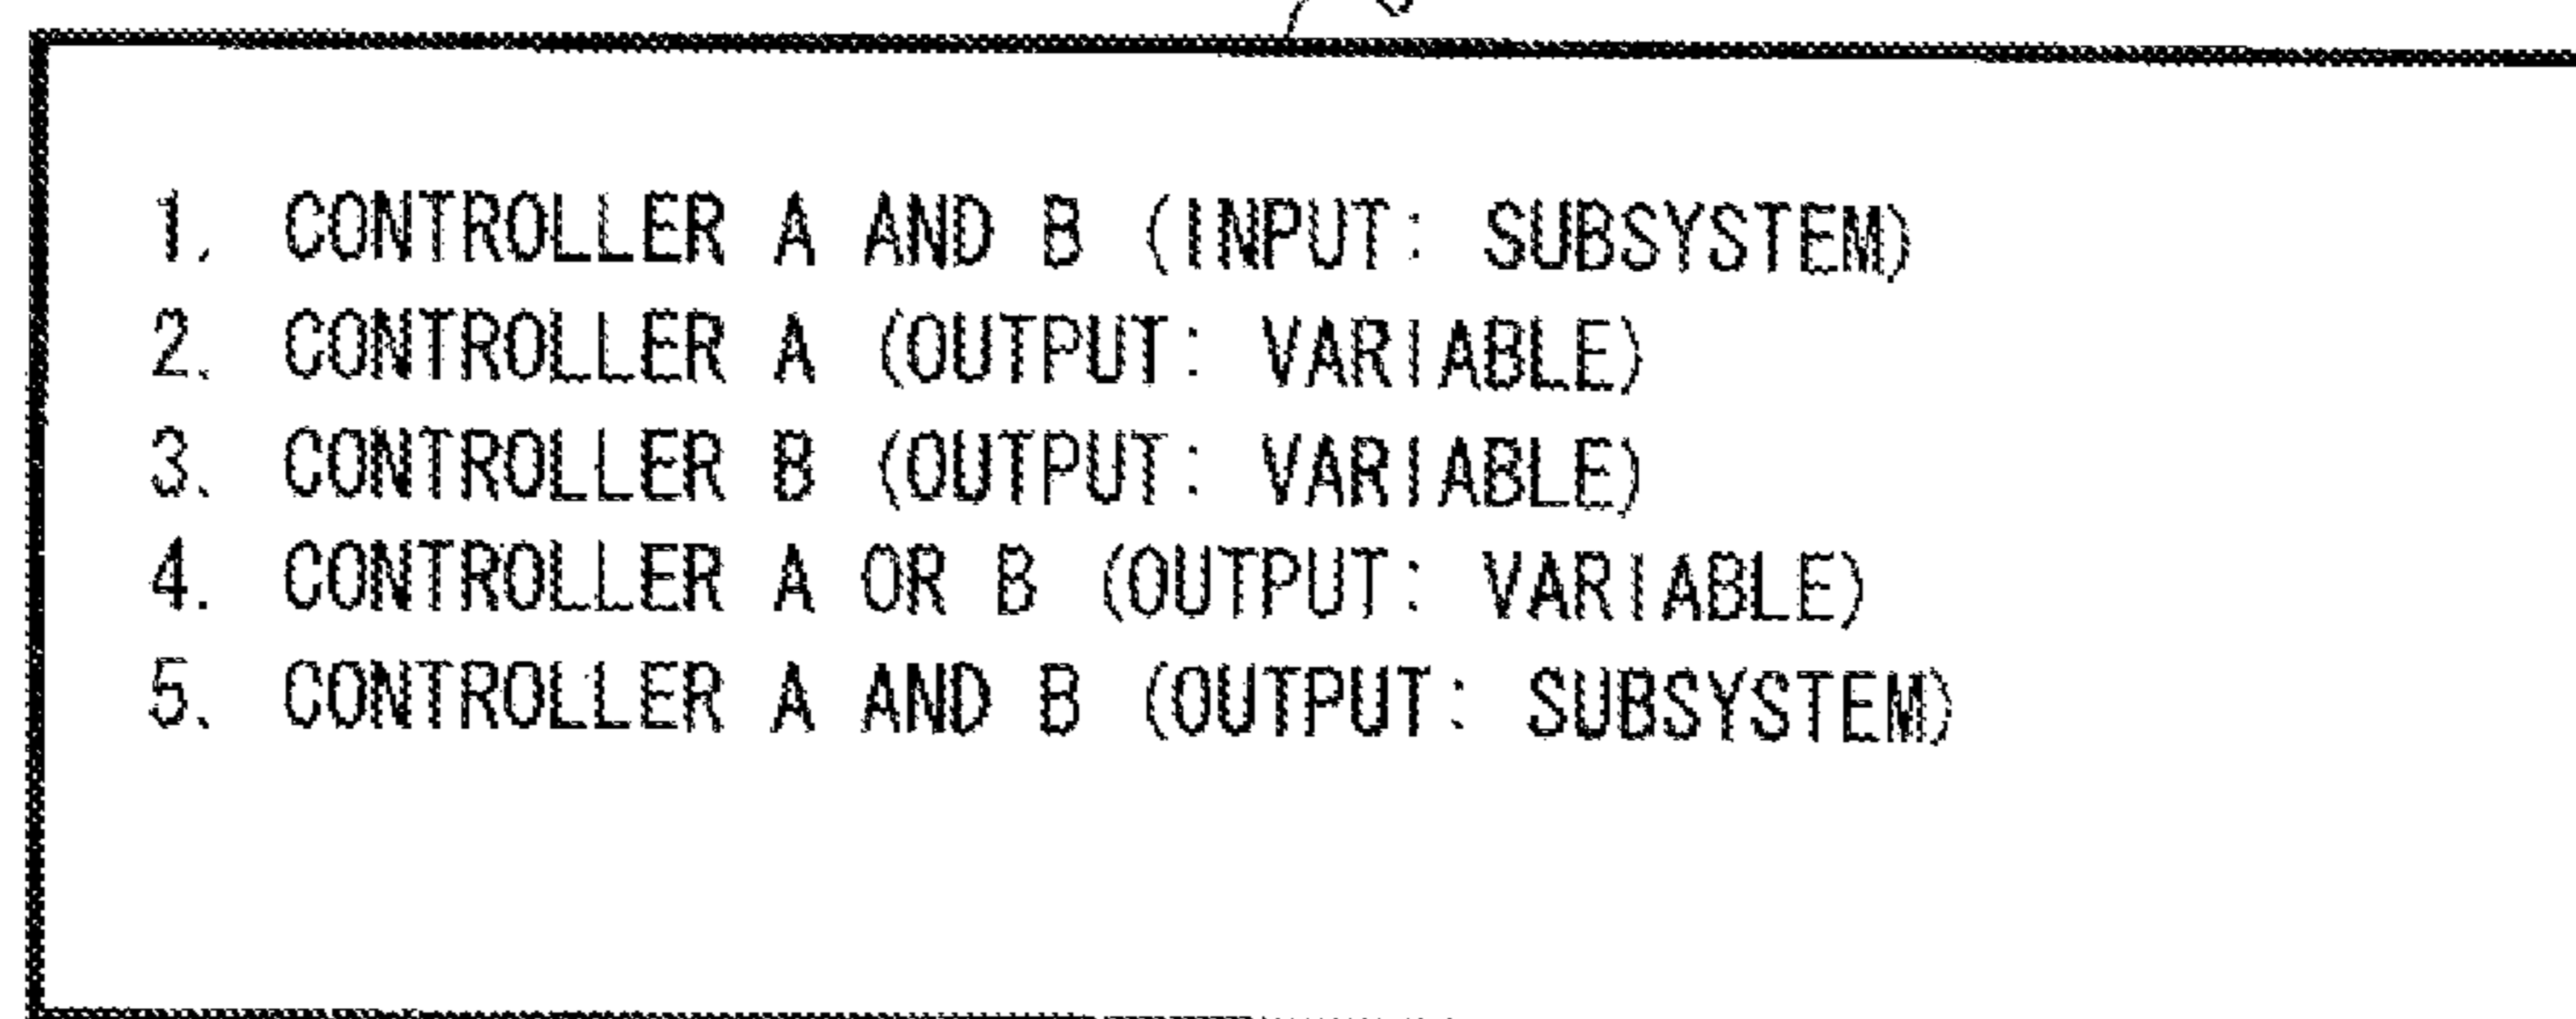 1. CONTROLLER A AND B (INPUT: SUBSYSTEM)
2. CONTROLLER A (OUTPUT: VARIABLE)
3. CONTROLLER B (OUTPUT: VARIABLE)
4. CONTROLLER A OR B (OUTPUT: VARIABLE)
5. CONTROLLER A AND B (OUTPUT: SUBSYSTEM)